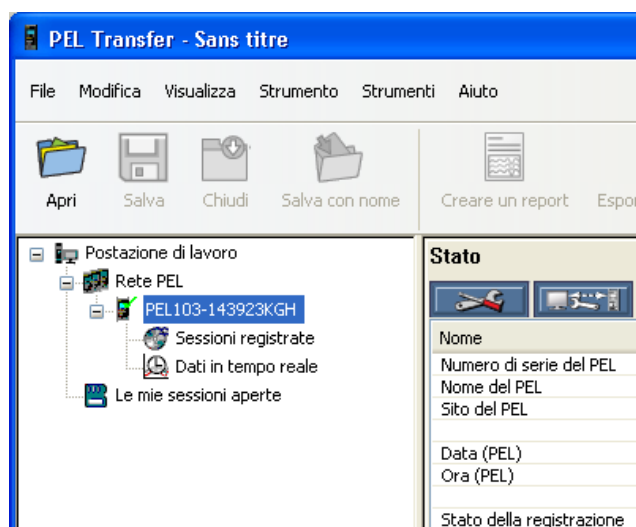 PEL Transfer - Sans titre
File Modifica Visualizza Strumento Strumenti Aiuto
Apri Salva Chiudi Salva con nome Creare un report Espor
Postazione di lavoro
Rete PEL
PEL103-143923KGH
Sessioni registrate
Dati in tempo reale
Le mie sessioni aperte
Stato
Nome
Numero di serie del PEL
Nome del PEL
Sito del PEL
Data (PEL)
Ora (PEL)
Stato della registrazione